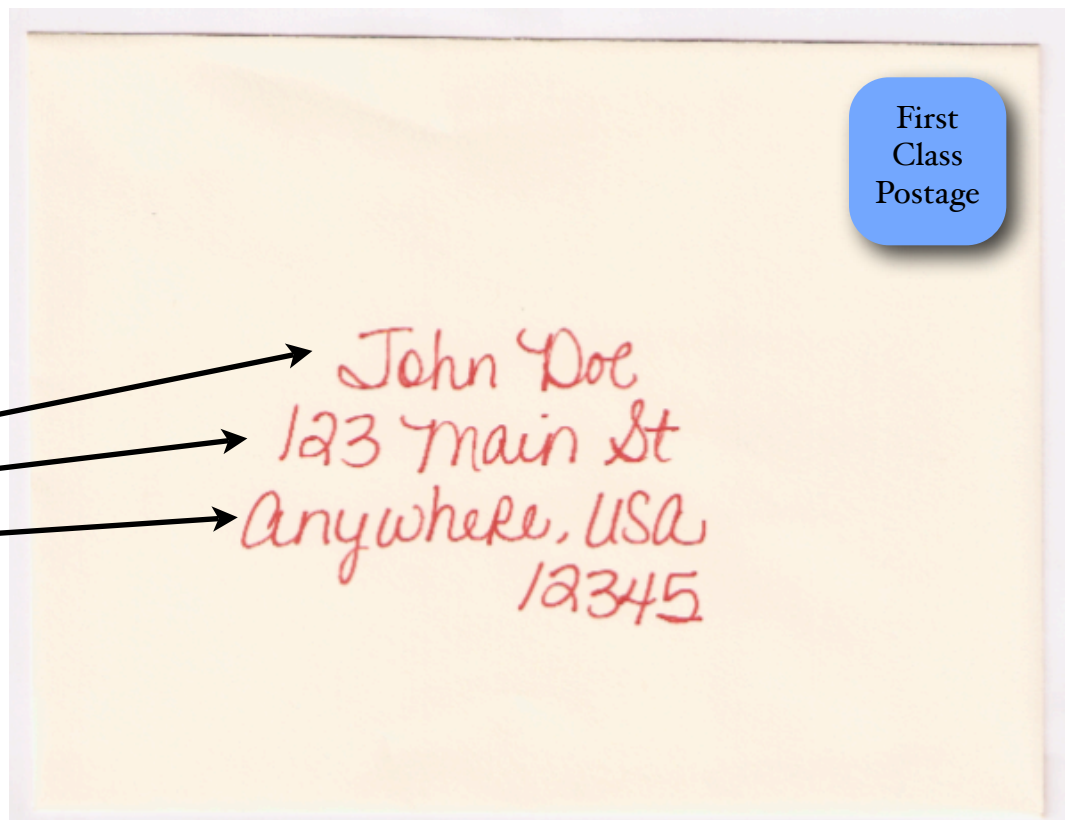 First
Class
Postage
John Doe
123 Main St
Anywhere, USA
12345